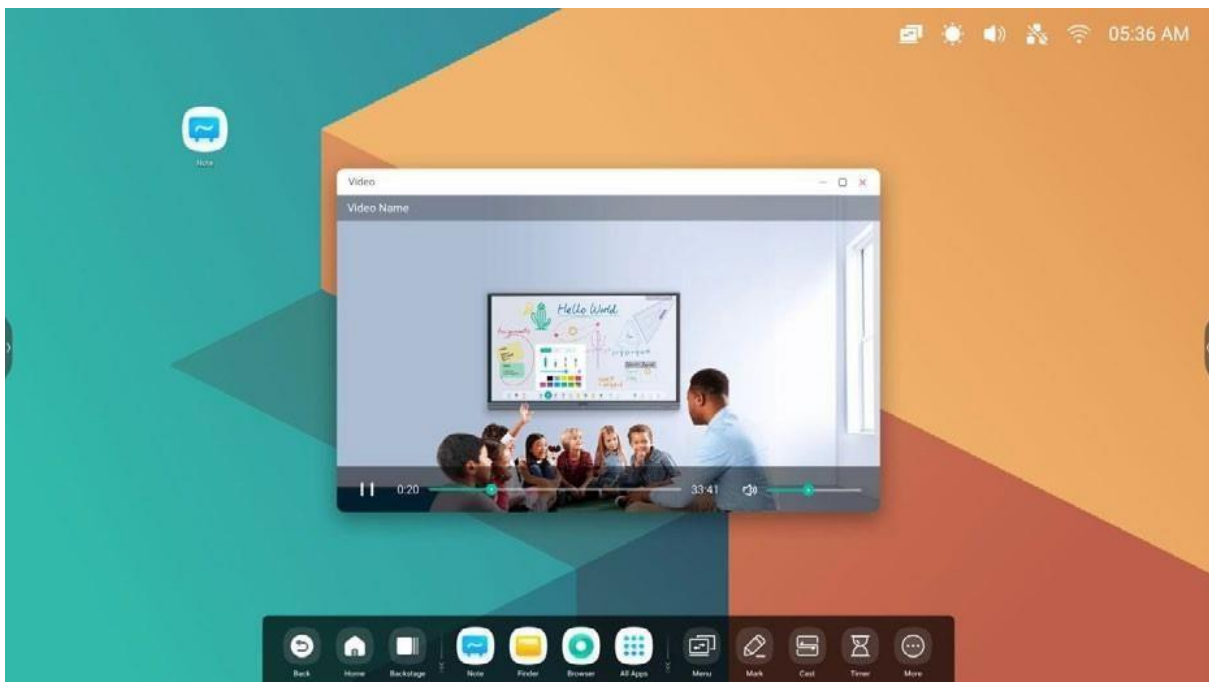 05:36 AM
Note
Video
Video Name
Hello World
Assignments
0:20
33:41
Back
Home
Backstage
Note
Finder
Browser
All Apps
Menu
Mark
Cast
Timer
More